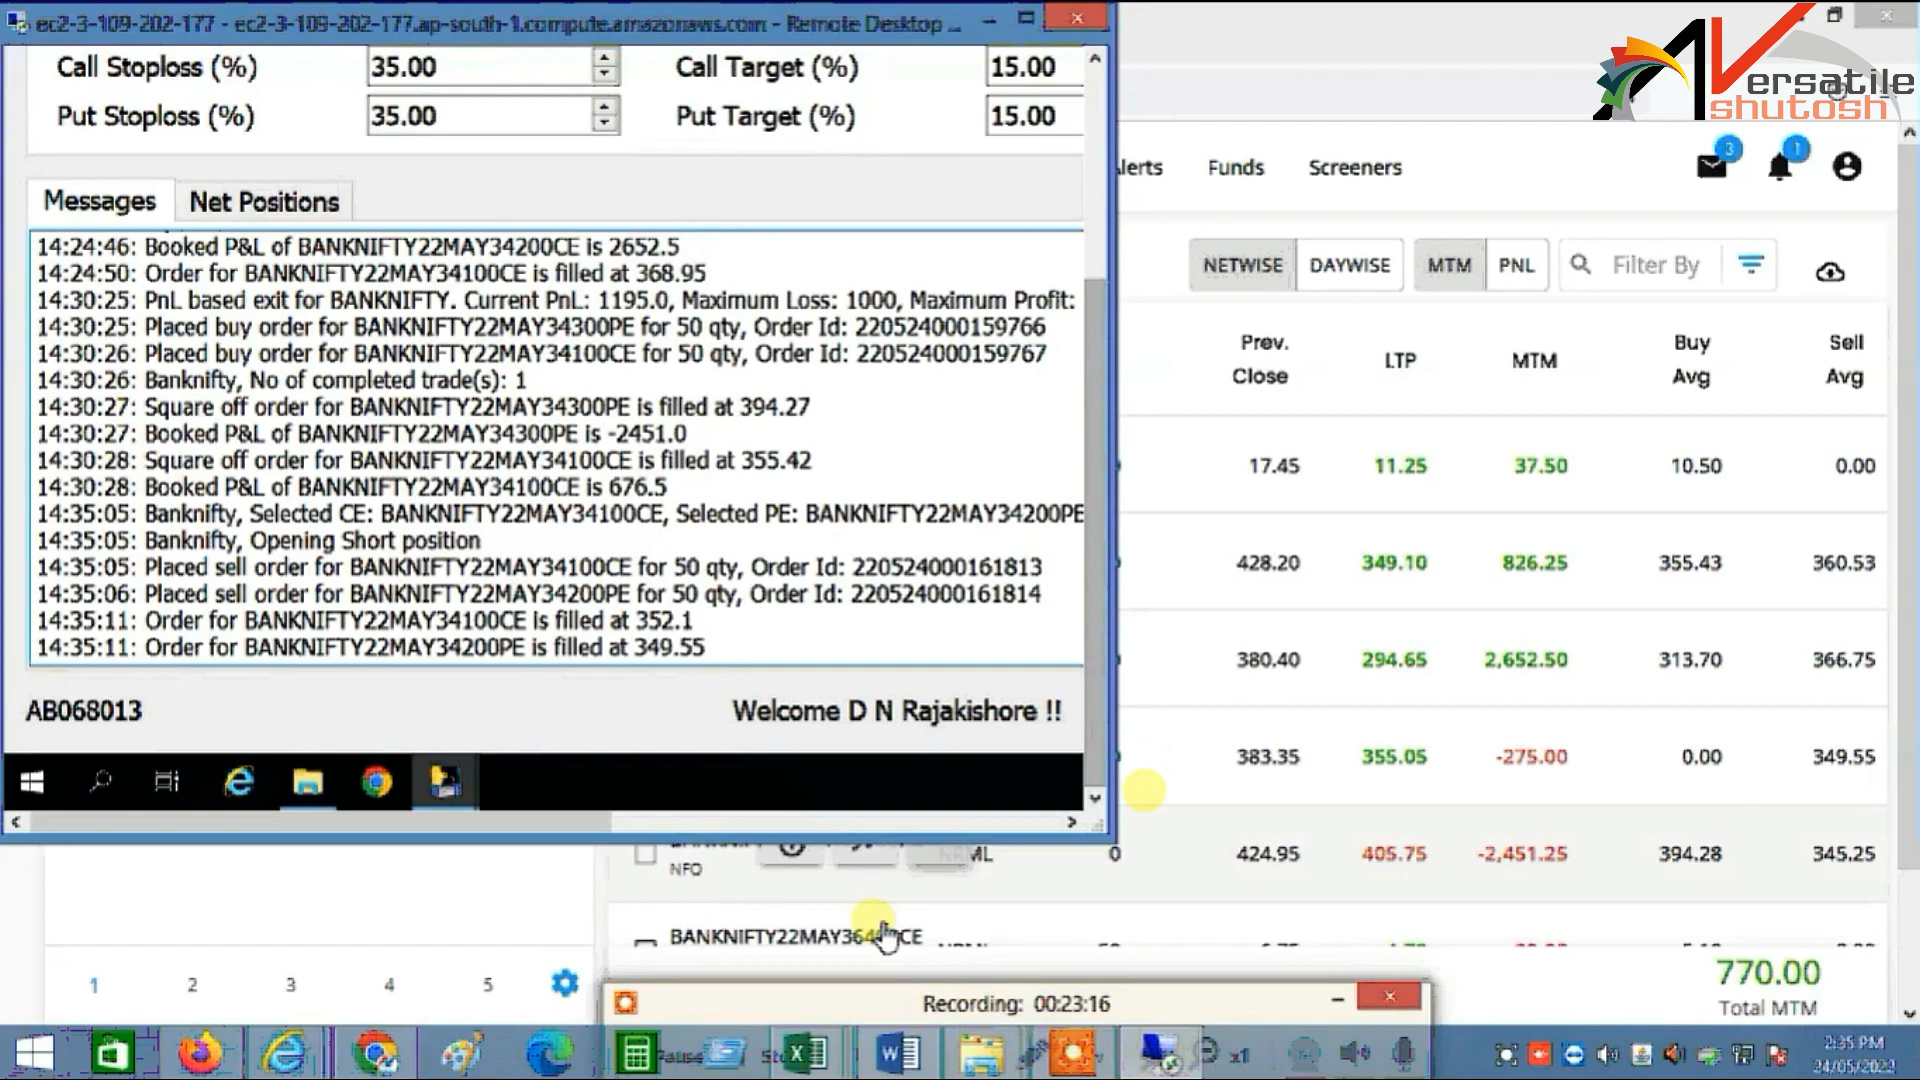 ec2-3-109-202-177 - ec2-3-109-202-177.ap-south-1.compute.amazonaws.com - Remote Desktop ...
Versatile
Ashutosh
Call Stoploss (%) 35.00 Call Target (%) 15.00
Put Stoploss (%) 35.00 Put Target (%) 15.00
Messages Net Positions
14:24:46: Booked P&L of BANKNIFTY22MAY34200CE is 2652.5
14:24:50: Order for BANKNIFTY22MAY34100CE is filled at 368.95
14:30:25: PnL based exit for BANKNIFTY. Current PnL: 1195.0, Maximum Loss: 1000, Maximum Profit:
14:30:25: Placed buy order for BANKNIFTY22MAY34300PE for 50 qty, Order Id: 220524000159766
14:30:26: Placed buy order for BANKNIFTY22MAY34100CE for 50 qty, Order Id: 220524000159767
14:30:26: Banknifty, No of completed trade(s): 1
14:30:27: Square off order for BANKNIFTY22MAY34300PE is filled at 394.27
14:30:27: Booked P&L of BANKNIFTY22MAY34300PE is -2451.0
14:30:28: Square off order for BANKNIFTY22MAY34100CE is filled at 355.42
14:30:28: Booked P&L of BANKNIFTY22MAY34100CE is 676.5
14:35:05: Banknifty, Selected CE: BANKNIFTY22MAY34100CE, Selected PE: BANKNIFTY22MAY34200PE
14:35:05: Banknifty, Opening Short position
14:35:05: Placed sell order for BANKNIFTY22MAY34100CE for 50 qty, Order Id: 220524000161813
14:35:06: Placed sell order for BANKNIFTY22MAY34200PE for 50 qty, Order Id: 220524000161814
14:35:11: Order for BANKNIFTY22MAY34100CE is filled at 352.1
14:35:11: Order for BANKNIFTY22MAY34200PE is filled at 349.55
AB068013 Welcome D N Rajakishore !!
lerts Funds Screeners 3 1
NETWISE DAYWISE MTM PNL Filter By
Prev. Close LTP MTM Buy Avg Sell Avg
17.45 11.25 37.50 10.50 0.00
428.20 349.10 826.25 355.43 360.53
380.40 294.65 2,652.50 313.70 366.75
383.35 355.05 -275.00 0.00 349.55
0 424.95 405.75 -2,451.25 394.28 345.25
NFO
770.00
Total MTM
1 2 3 4 5
Recording: 00:23:16
Pause x1
2:35 PM
24/05/2022